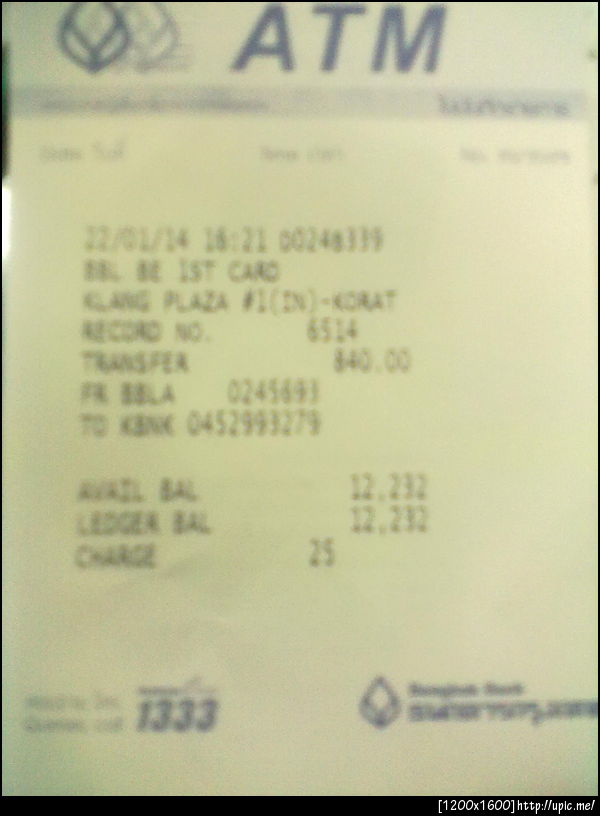 ATM
22/01/14 16:21 D0248339
BBL BE 1ST CARD
KLANG PLAZA #1(IN)-KORAT
RECORD NO. 6514
TRANSFER 840.00
FR BBLA 0245693
TO KBNK 0452993279
AVAIL BAL 12,232
LEDGER BAL 12,232
CHARGE 25
1333
Bangkok Bank
[1200x1600]http://upic.me/